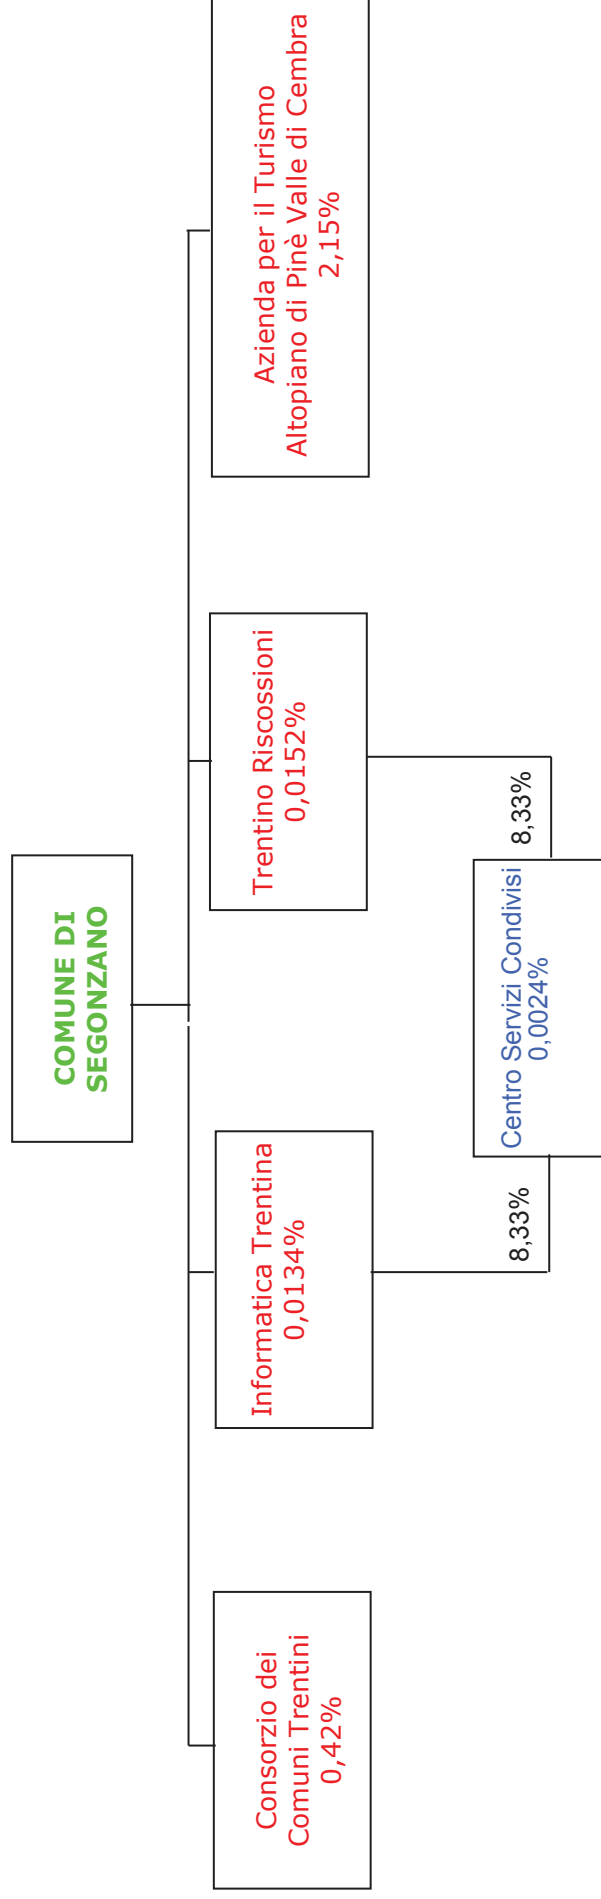 COMUNE DI
SEGONZANO
Consorzio dei
Comuni Trentini
0,42%
Informatica Trentina
0,0134%
Trentino Riscossioni
0,0152%
Azienda per il Turismo
Altopiano di Pinè Valle di Cembra
2,15%
8,33%
Centro Servizi Condivisi
0,0024%
8,33%